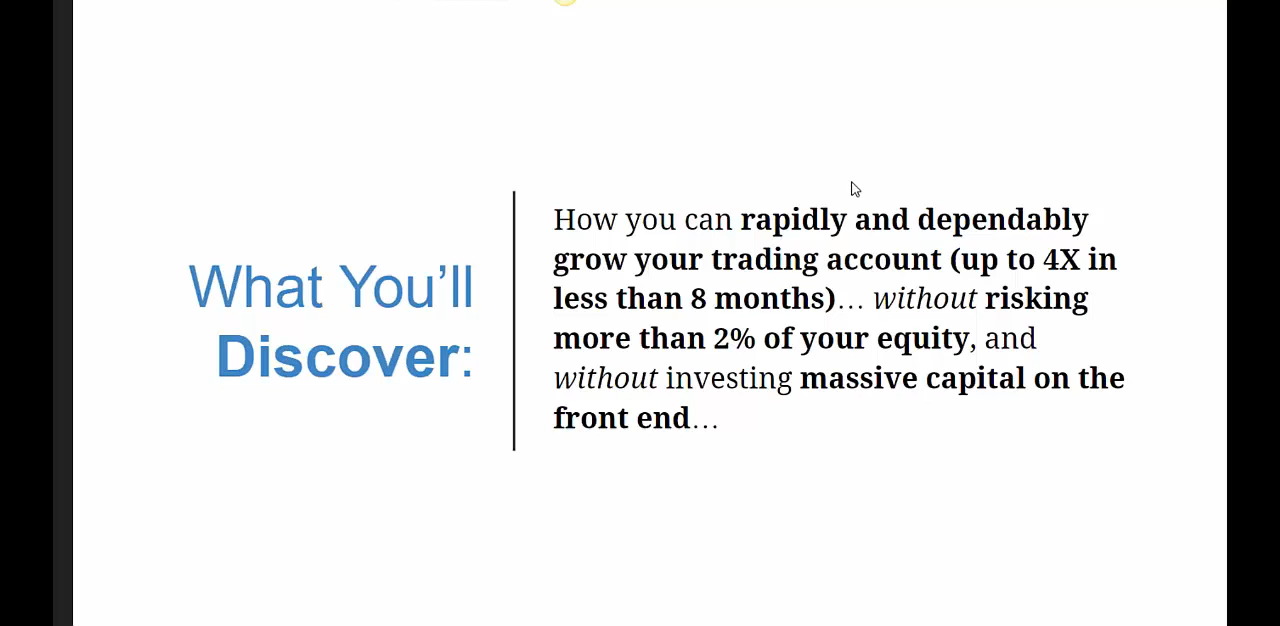 What You’ll
Discover:
How you can rapidly and dependably
grow your trading account (up to 4X in
less than 8 months)… without risking
more than 2% of your equity, and
without investing massive capital on the
front end…